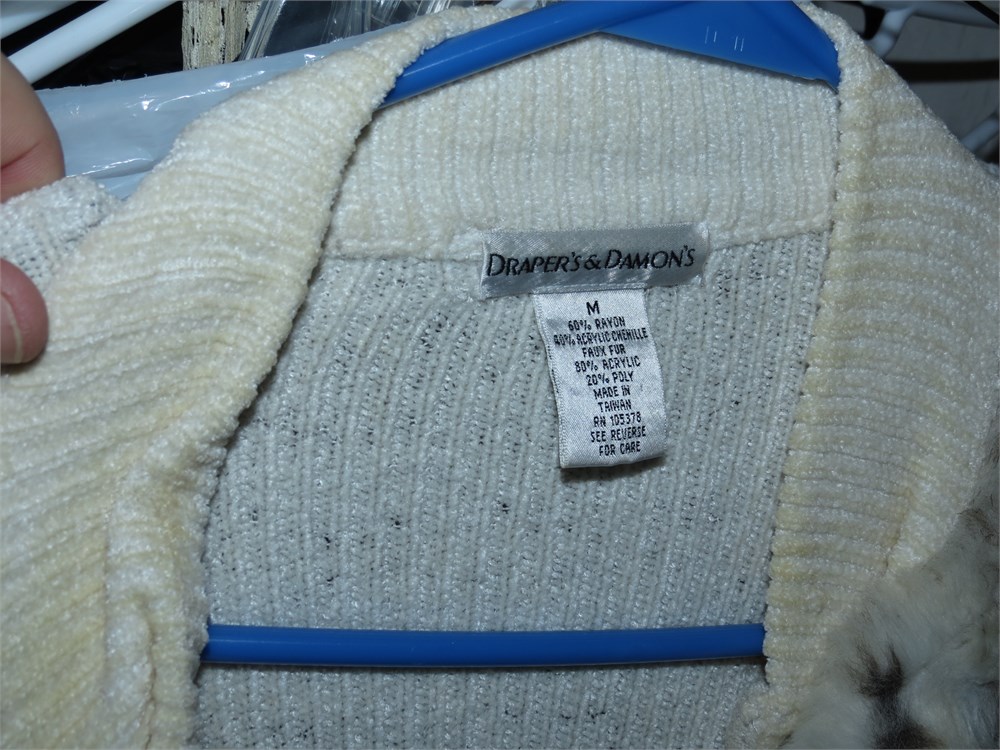 DRAPER'S & DAMON'S
M
60% RAYON
40% ACRYLIC CHENILLE
FAUX FUR
80% ACRYLIC
20% POLY
MADE IN
TAIWAN
RN 105378
SEE REVERSE
FOR CARE